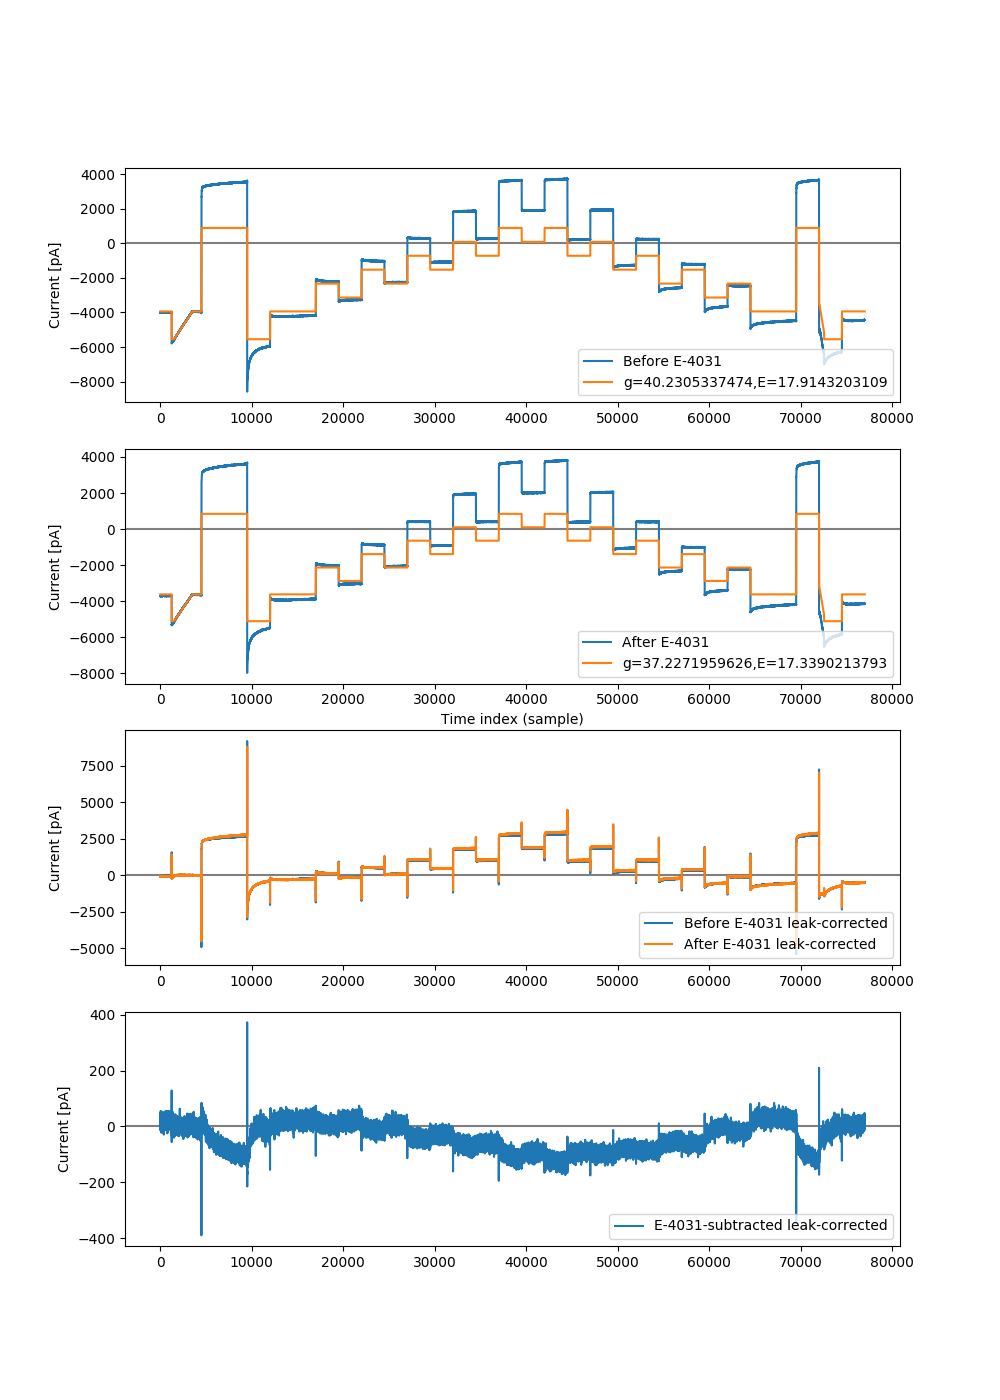 4000
2000
0
−2000
−4000
−6000
−8000
Current [pA]
Before E-4031
g=40.2305337474,E=17.9143203109
0 10000 20000 30000 40000 50000 60000 70000 80000
4000
2000
0
−2000
−4000
−6000
−8000
Current [pA]
After E-4031
g=37.2271959626,E=17.3390213793
0 10000 20000 30000 40000 50000 60000 70000 80000
Time index (sample)
7500
5000
2500
0
−2500
−5000
Current [pA]
Before E-4031 leak-corrected
After E-4031 leak-corrected
0 10000 20000 30000 40000 50000 60000 70000 80000
400
200
0
−200
−400
Current [pA]
E-4031-subtracted leak-corrected
0 10000 20000 30000 40000 50000 60000 70000 80000